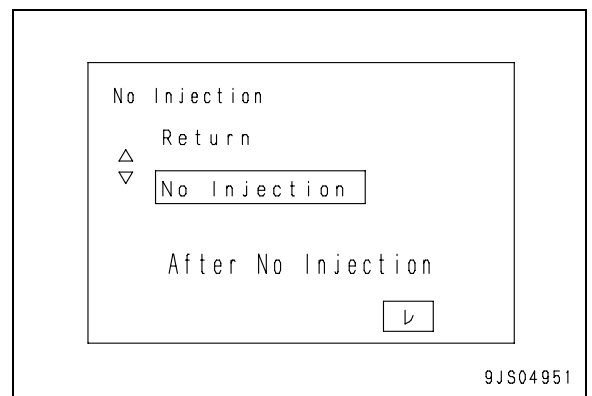 No Injection
Return
No Injection
After No Injection
9JS04951